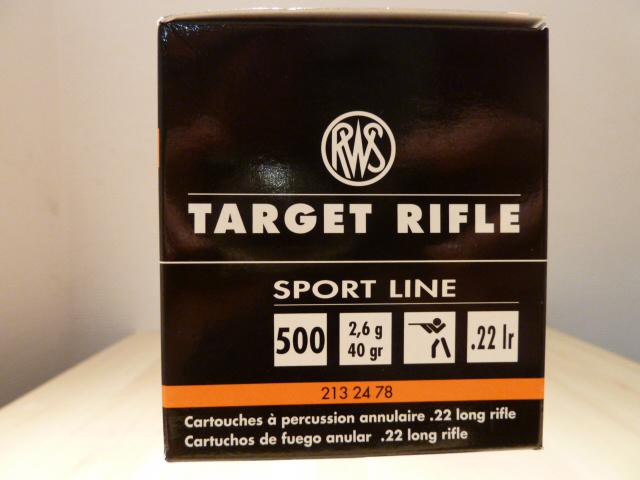 RWS
TARGET RIFLE
SPORT LINE
500
2,6 g
40 gr
.22 lr
213 24 78
Cartouches à percussion annulaire .22 long rifle
Cartuchos de fuego anular .22 long rifle